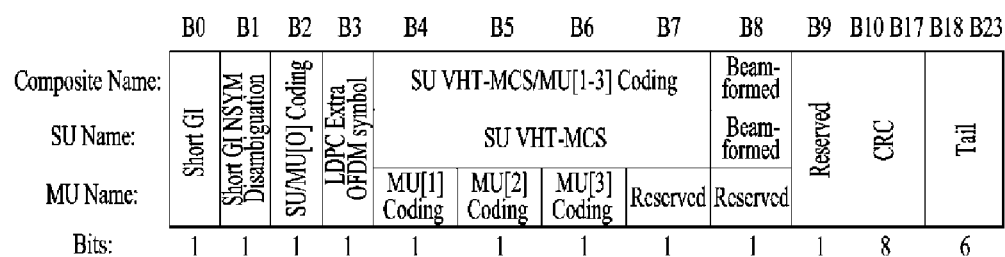 B0 B1 B2 B3 B4 B5 B6 B7 B8 B9 B10 B17 B18 B23
Composite Name:
SU Name:
MU Name:
Bits:
Short GI
Short GI NSYM
Disambiguation
SU/MU[0] Coding
LDPC Extra
OFDM symbol
SU VHT-MCS/MU[1-3] Coding
SU VHT-MCS
MU[1]
Coding
MU[2]
Coding
MU[3]
Coding
Reserved
Beam-
formed
Beam-
formed
Reserved
Reserved
CRC
Tail
1 1 1 1 1 1 1 1 1 1 8 6